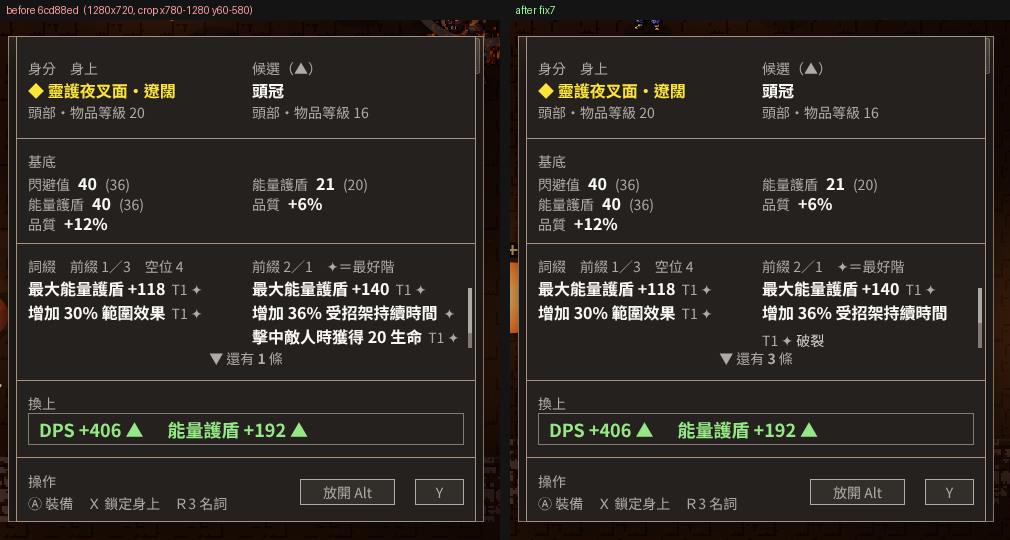 before 6cd88ed (1280x720, crop x780-1280 y60-580)
身分 身上
◆ 靈護夜叉面・遼闊
頭部・物品等級 20
候選（▲）
頭冠
頭部・物品等級 16
基底
閃避值 40 (36)
能量護盾 40 (36)
品質 +12%
能量護盾 21 (20)
品質 +6%
詞綴 前綴 1／3 空位 4
最大能量護盾 +118 T1 ✦
增加 30% 範圍效果 T1 ✦
前綴 2／1 ✦＝最好階
最大能量護盾 +140 T1 ✦
增加 36% 受招架持續時間 ✦
擊中敵人時獲得 20 生命 T1 ✦
▼ 還有 1 條
換上
DPS +406 ▲ 能量護盾 +192 ▲
操作
Ⓐ 裝備 X 鎖定身上 R3 名詞
放開 Alt
Y
after fix7
身分 身上
◆ 靈護夜叉面・遼闊
頭部・物品等級 20
候選（▲）
頭冠
頭部・物品等級 16
基底
閃避值 40 (36)
能量護盾 40 (36)
品質 +12%
能量護盾 21 (20)
品質 +6%
詞綴 前綴 1／3 空位 4
最大能量護盾 +118 T1 ✦
增加 30% 範圍效果 T1 ✦
前綴 2／1 ✦＝最好階
最大能量護盾 +140 T1 ✦
增加 36% 受招架持續時間
T1 ✦ 破裂
▼ 還有 3 條
換上
DPS +406 ▲ 能量護盾 +192 ▲
操作
Ⓐ 裝備 X 鎖定身上 R3 名詞
放開 Alt
Y